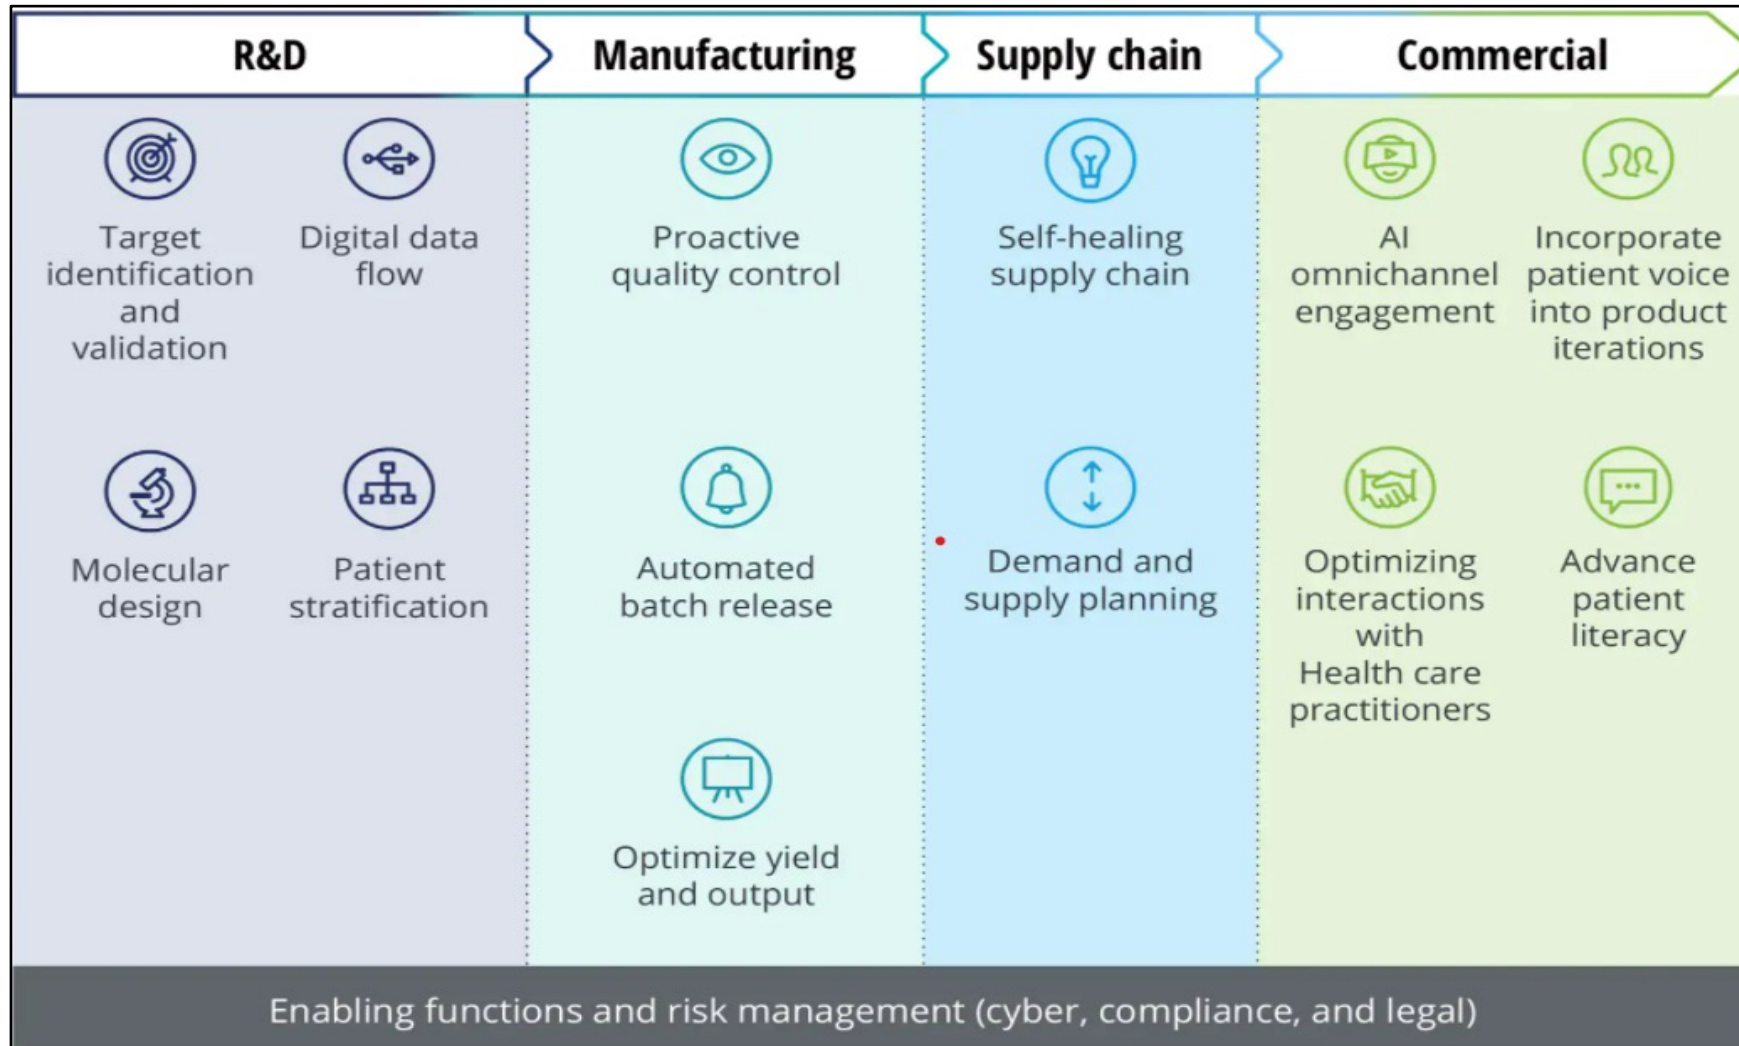 R&D
Manufacturing
Supply chain
Commercial
Target
identification
and
validation
Digital data
flow
Molecular
design
Patient
stratification
Proactive
quality control
Automated
batch release
Optimize yield
and output
Self-healing
supply chain
Demand and
supply planning
AI
omnichannel
engagement
Incorporate
patient voice
into product
iterations
Optimizing
interactions
with
Health care
practitioners
Advance
patient
literacy
Enabling functions and risk management (cyber, compliance, and legal)